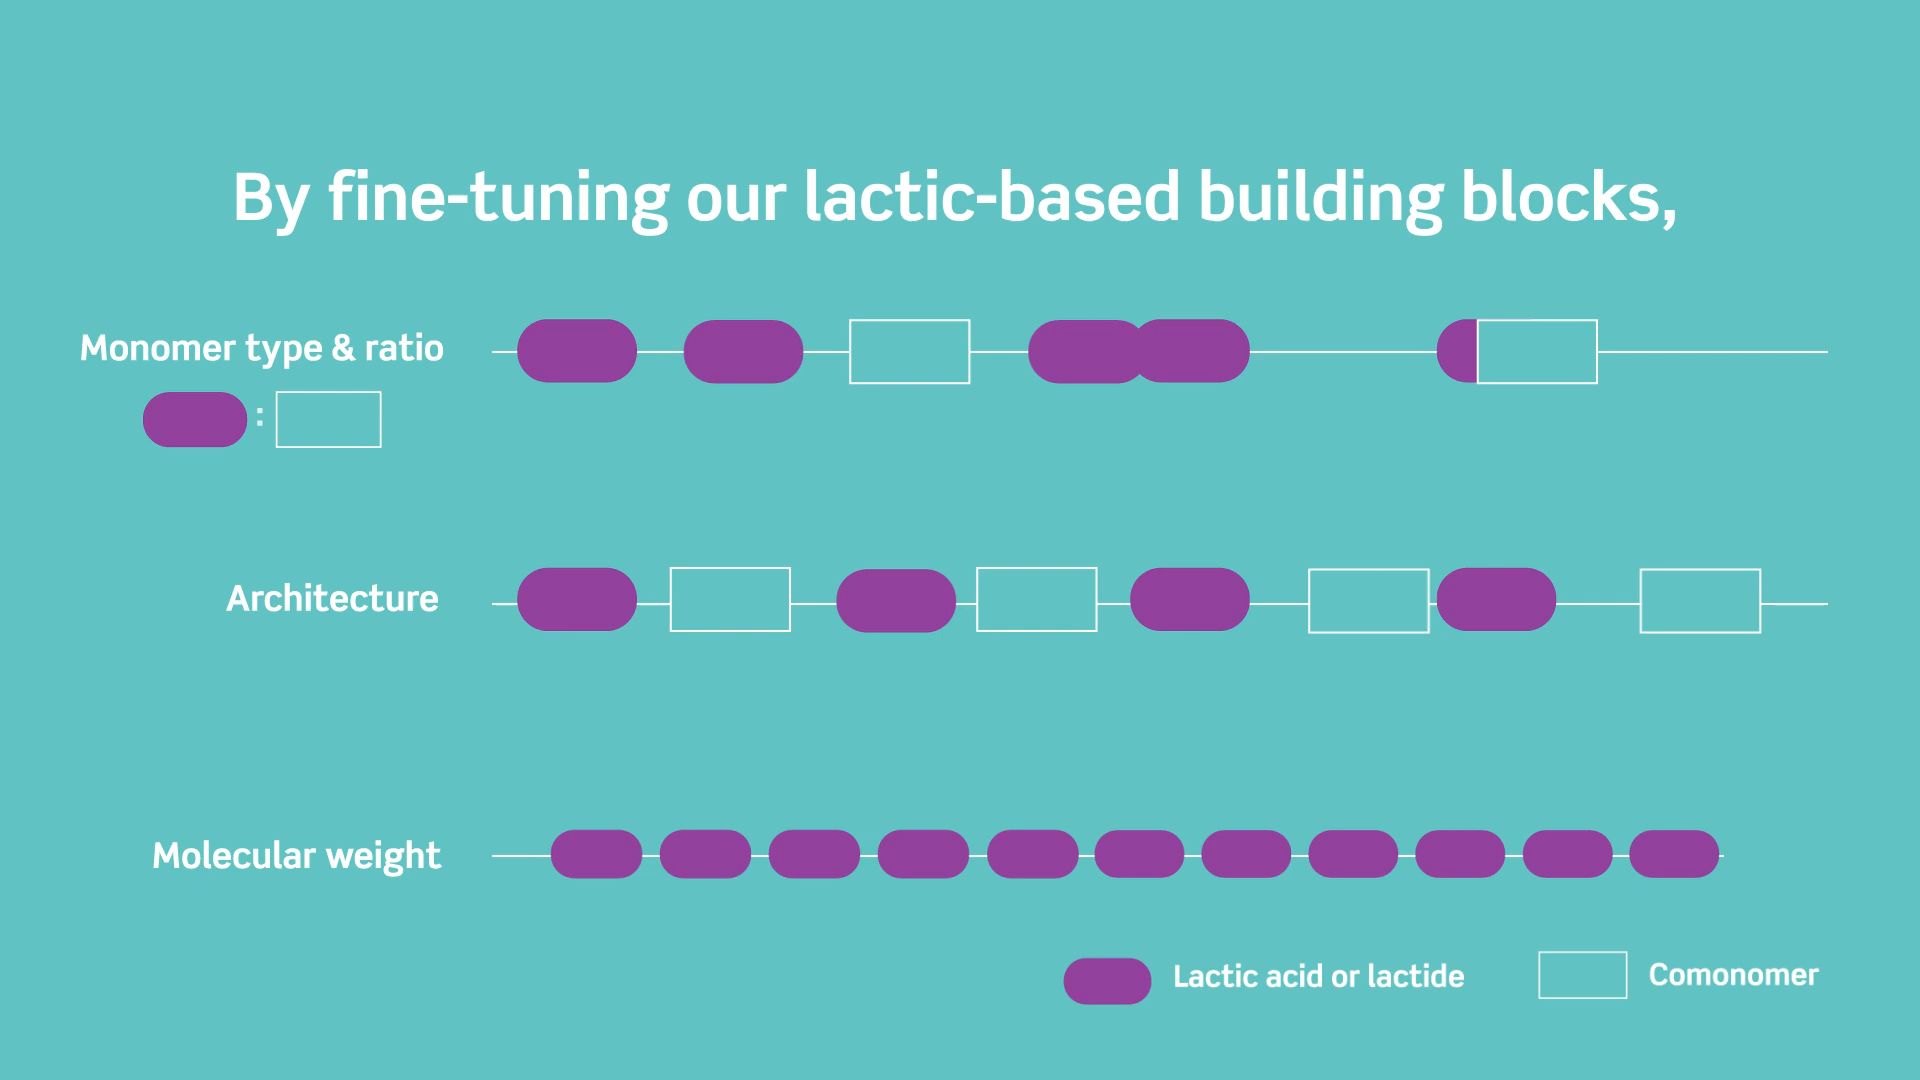 By fine-tuning our lactic-based building blocks,
Monomer type & ratio
:
Architecture
Molecular weight
Lactic acid or lactide
Comonomer